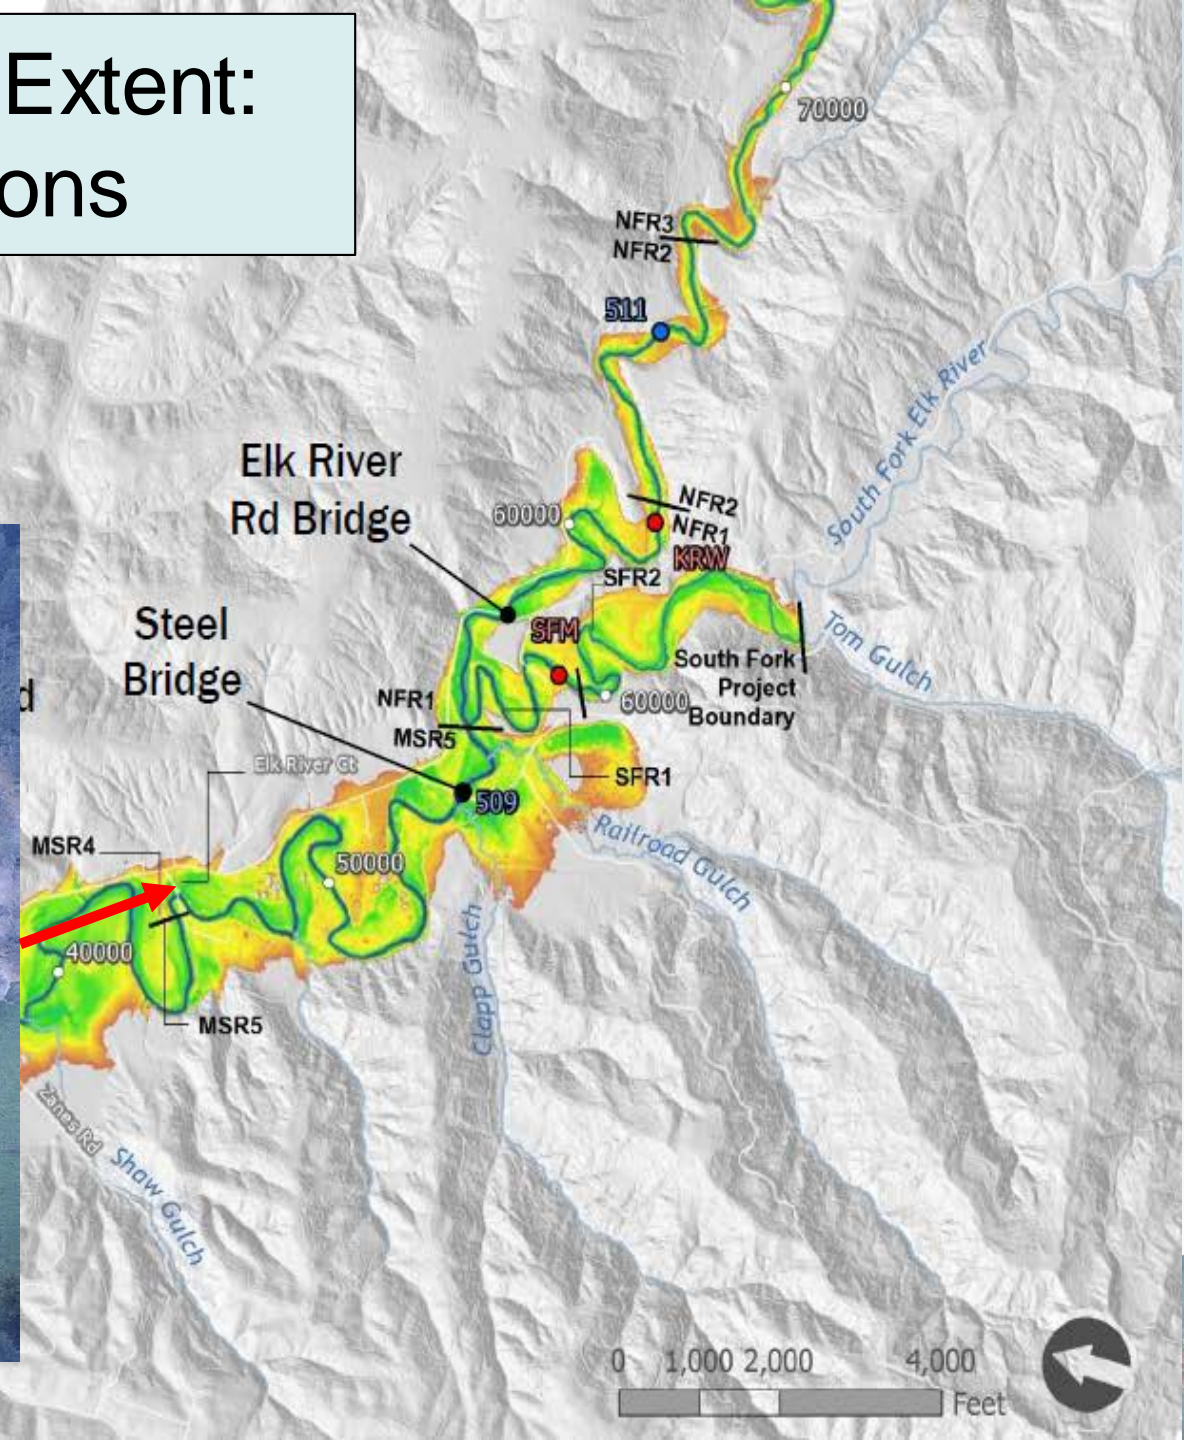 Extent:
ons
70000
NFR3
NFR2
511
South Fork Elk River
Elk River
Rd Bridge
60000
NFR2
NFR1
KRW
SFR2
Steel
Bridge
SFM
Tom Gulch
South Fork
Project
Boundary
d
NFR1
60000
MSR5
Elk River Ct
SFR1
509
Railroad Gulch
MSR4
50000
Clapp Gulch
40000
MSR5
Zanes Rd
Shaw Gulch
0 1,000 2,000 4,000
Feet